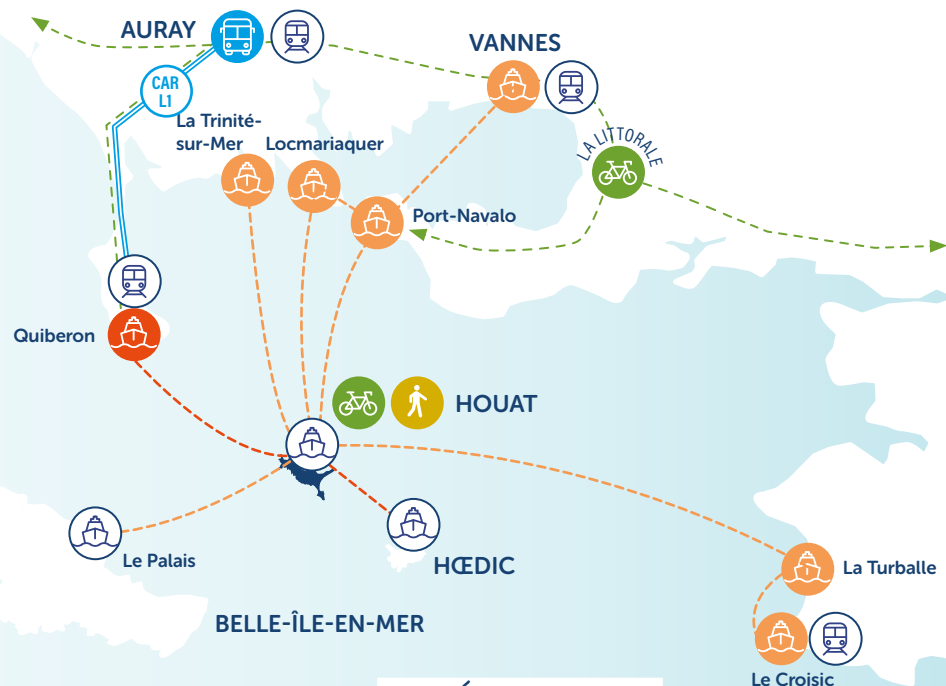 AURAY
VANNES
CAR
L1
La Trinité-
sur-Mer
Locmariaquer
LA LITTORALE
Port-Navalo
Quiberon
HOUAT
Le Palais
HŒDIC
La Turballe
BELLE-ÎLE-EN-MER
Le Croisic